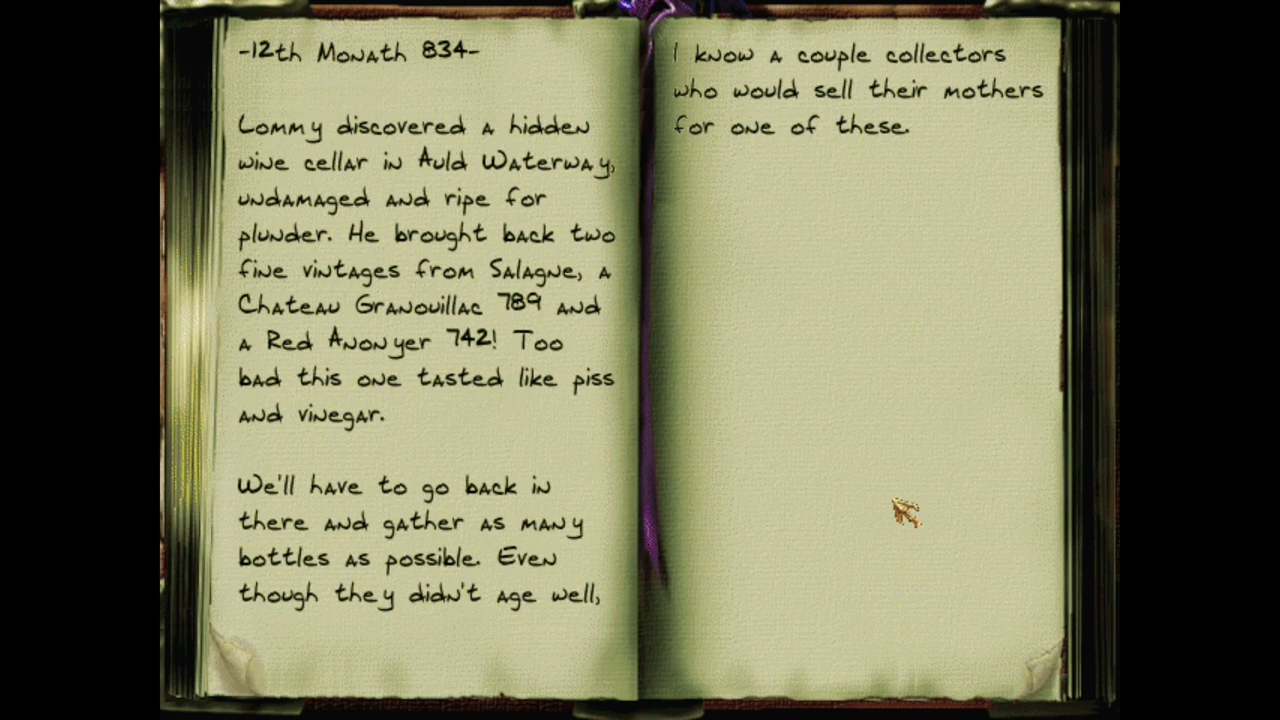 -12th Monath 834-
Lommy discovered a hidden
wine cellar in Auld Waterway,
undamaged and ripe for
plunder. He brought back two
fine vintages from Salagne, a
Chateau Granouillac 789 and
a Red Anonyer 742! Too
bad this one tasted like piss
and vinegar.
We'll have to go back in
there and gather as many
bottles as possible. Even
though they didn't age well,
I know a couple collectors
who would sell their mothers
for one of these.